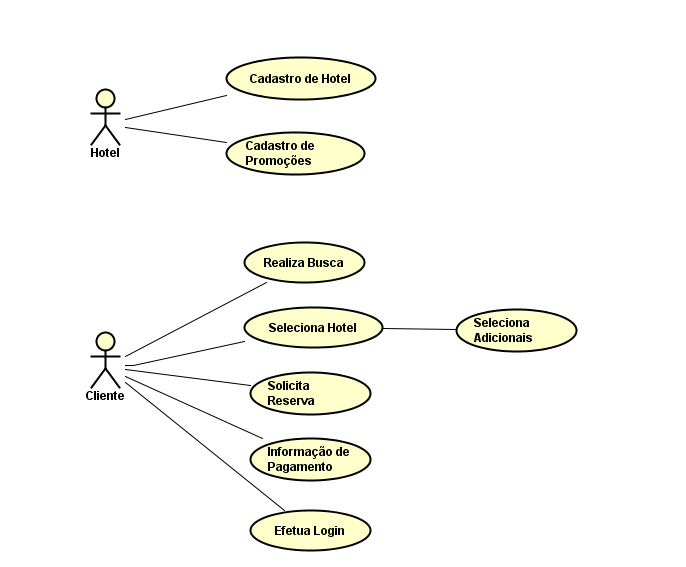 Cadastro de Hotel
Hotel
Cadastro de
Promoções
Realiza Busca
Seleciona Hotel
Seleciona
Adicionais
Cliente
Solicita
Reserva
Informação de
Pagamento
Efetua Login